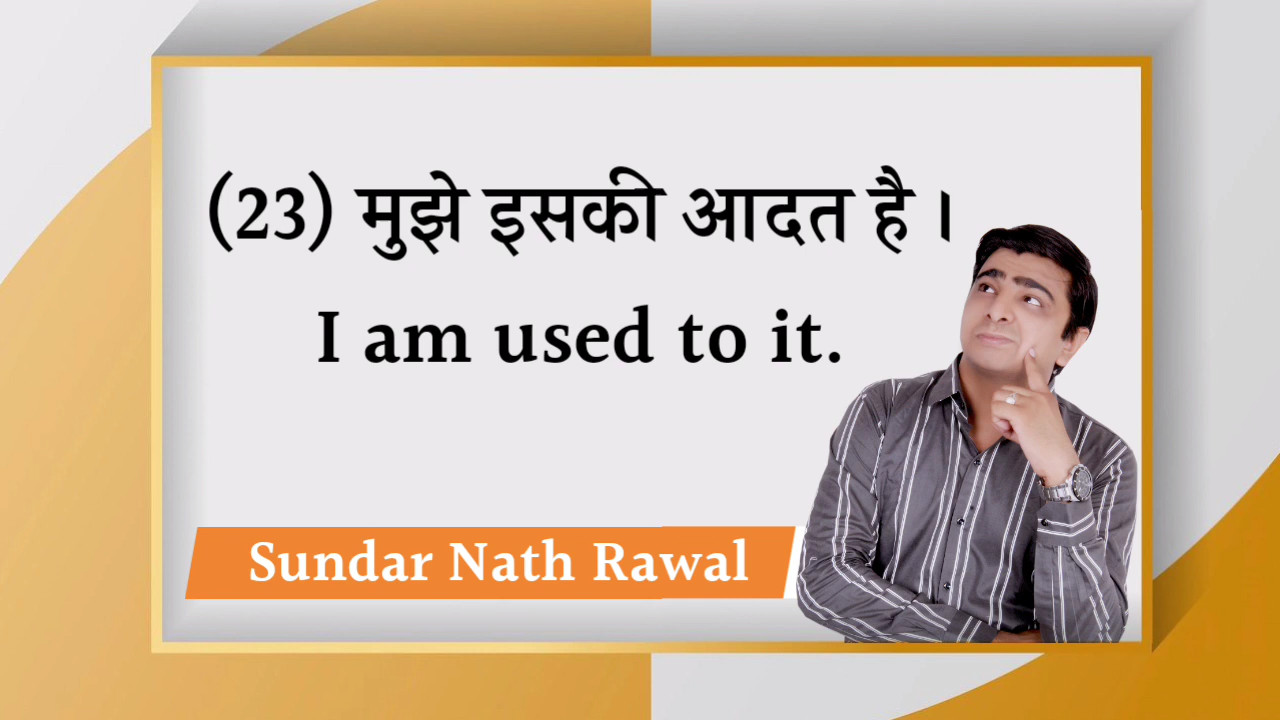 (23) मुझे इसकी आदत है ।
I am used to it.
Sundar Nath Rawal